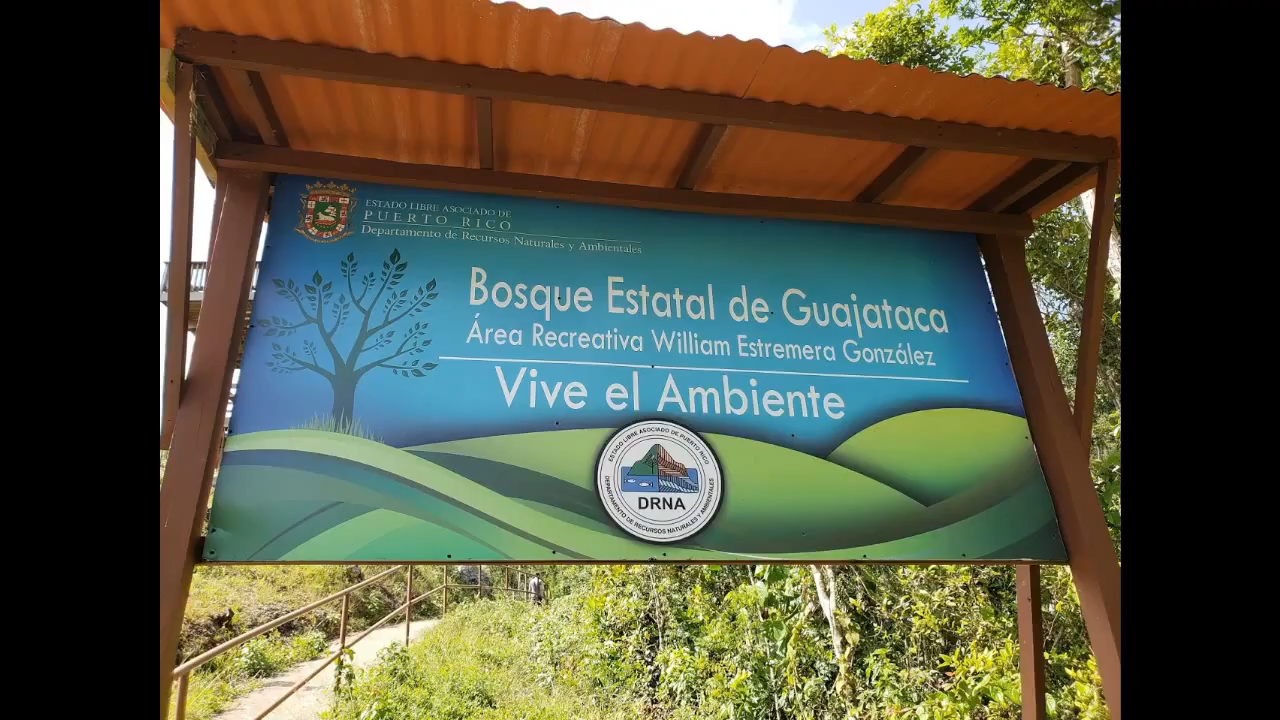 ESTADO LIBRE ASOCIADO DE
PUERTO RICO
Departamento de Recursos Naturales y Ambientales
Bosque Estatal de Guajataca
Área Recreativa William Estremera González
Vive el Ambiente
ESTADO LIBRE ASOCIADO DE PUERTO RICO
DRNA
DEPARTAMENTO DE RECURSOS NATURALES Y AMBIENTALES